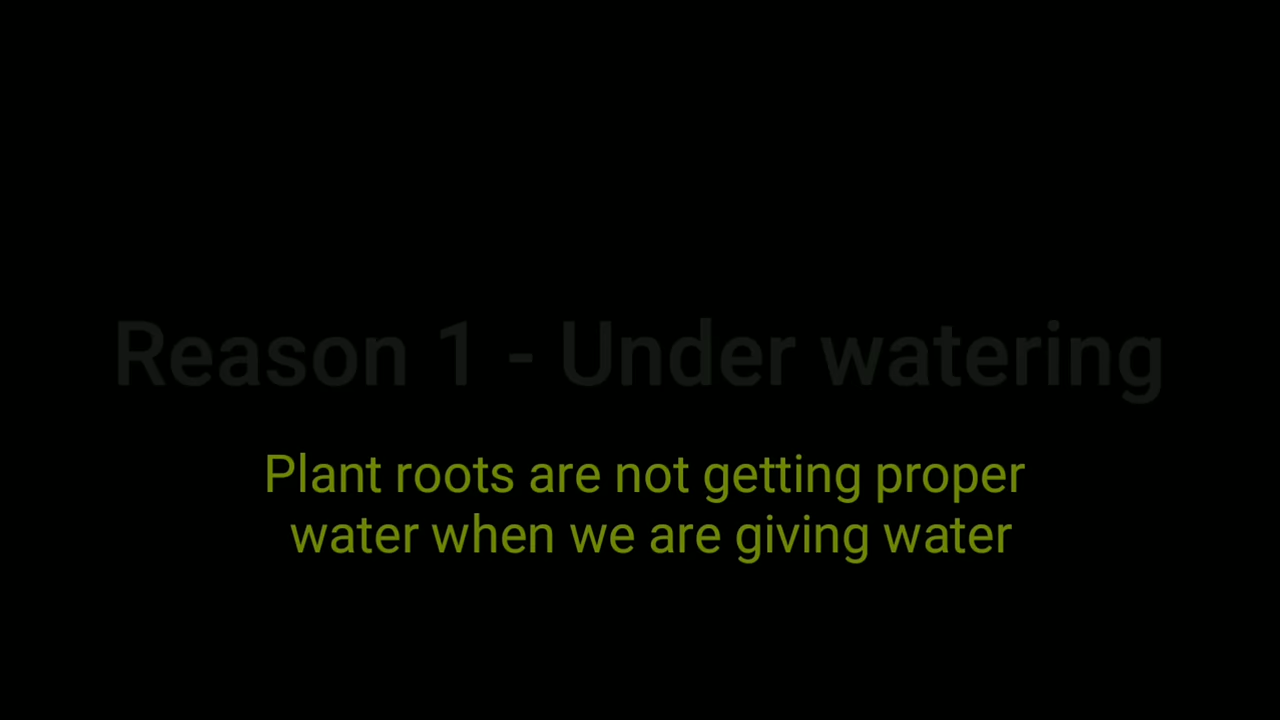 Reason 1 - Under watering
Plant roots are not getting proper
water when we are giving water